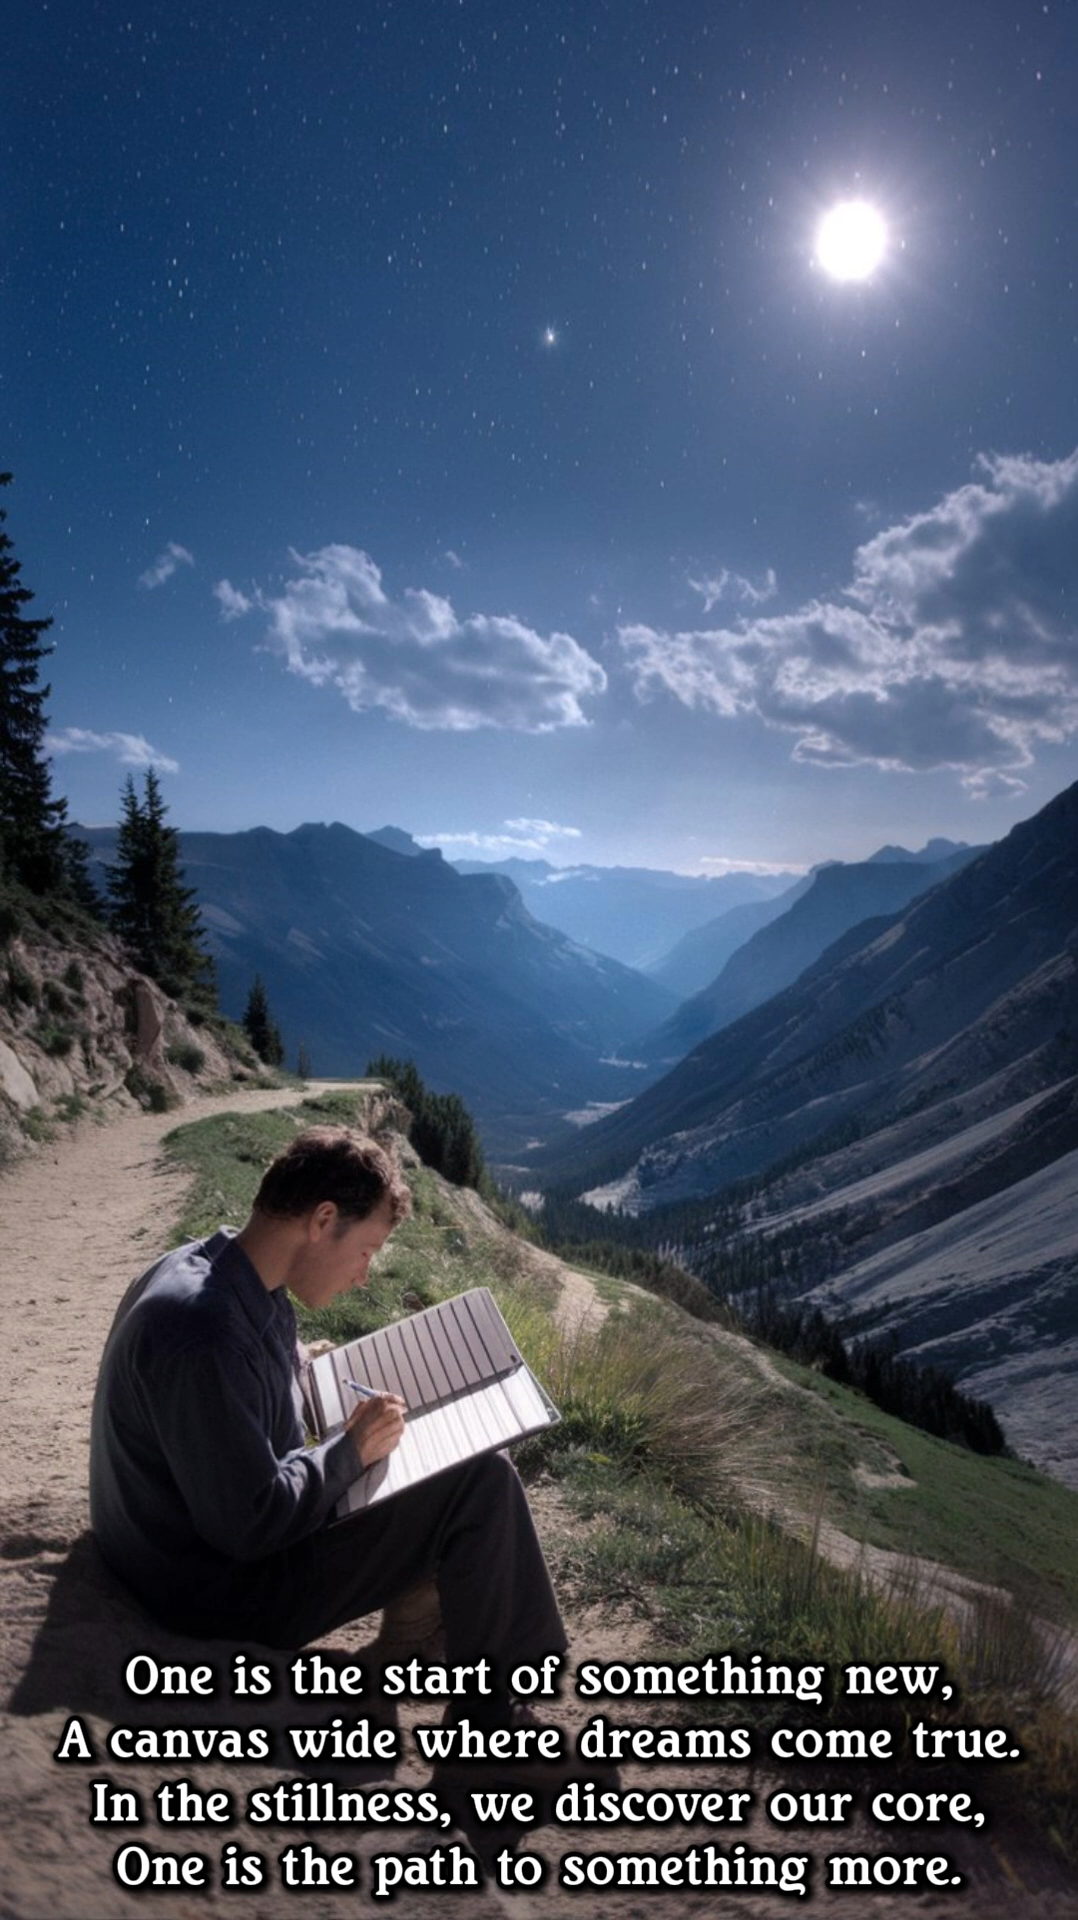 One is the start of something new,
A canvas wide where dreams come true.
In the stillness, we discover our core,
One is the path to something more.